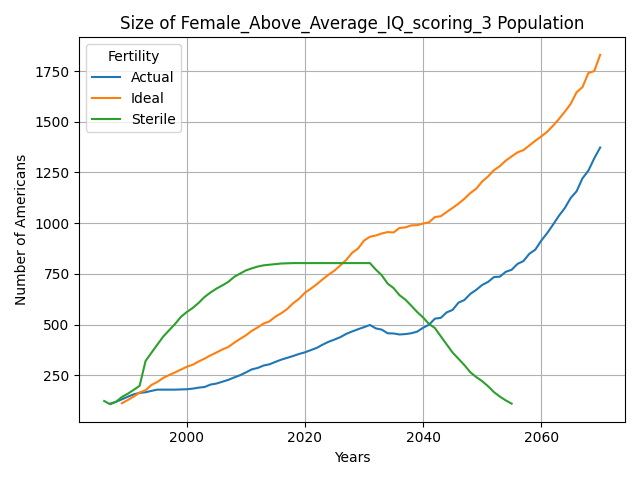 Size of Female_Above_Average_IQ_scoring_3 Population
Fertility
Actual
Ideal
Sterile
Number of Americans
1750
1500
1250
1000
750
500
250
2000
2020
2040
2060
Years